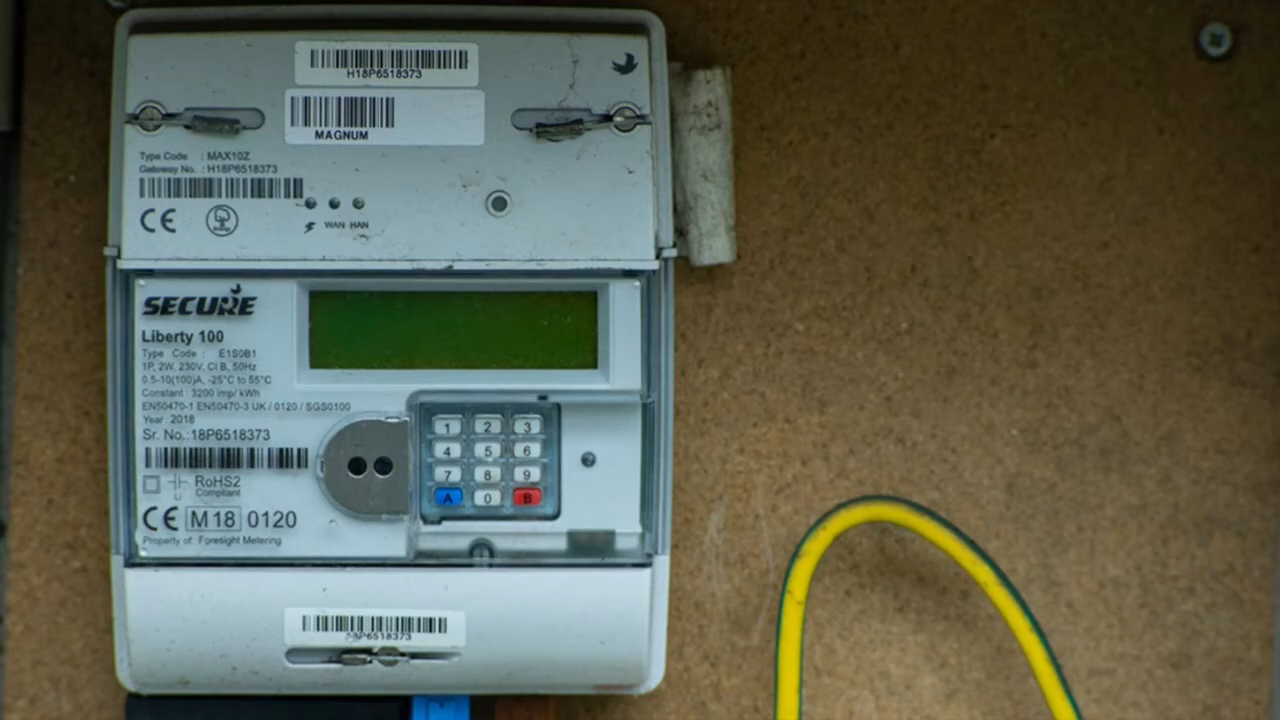 H18P6518373
MAGNUM
Type Code : MAX10Z
Gateway No. : H18P6518373
CE
WAN HAN
SECURE
Liberty 100
Type Code : E1S0B1
1P, 2W, 230V, Cl B, 50Hz
0.5-10(100)A, -25°C to 55°C
Constant : 3200 imp/ kWh
EN50470-1 EN50470-3 UK / 0120 / SGS0100
Year : 2018
Sr. No.:18P6518373
1 2 3
4 5 6
7 8 9
A 0 B
RoHS2
Compliant
CE M18 0120
Property of: Foresight Metering
18P6518373